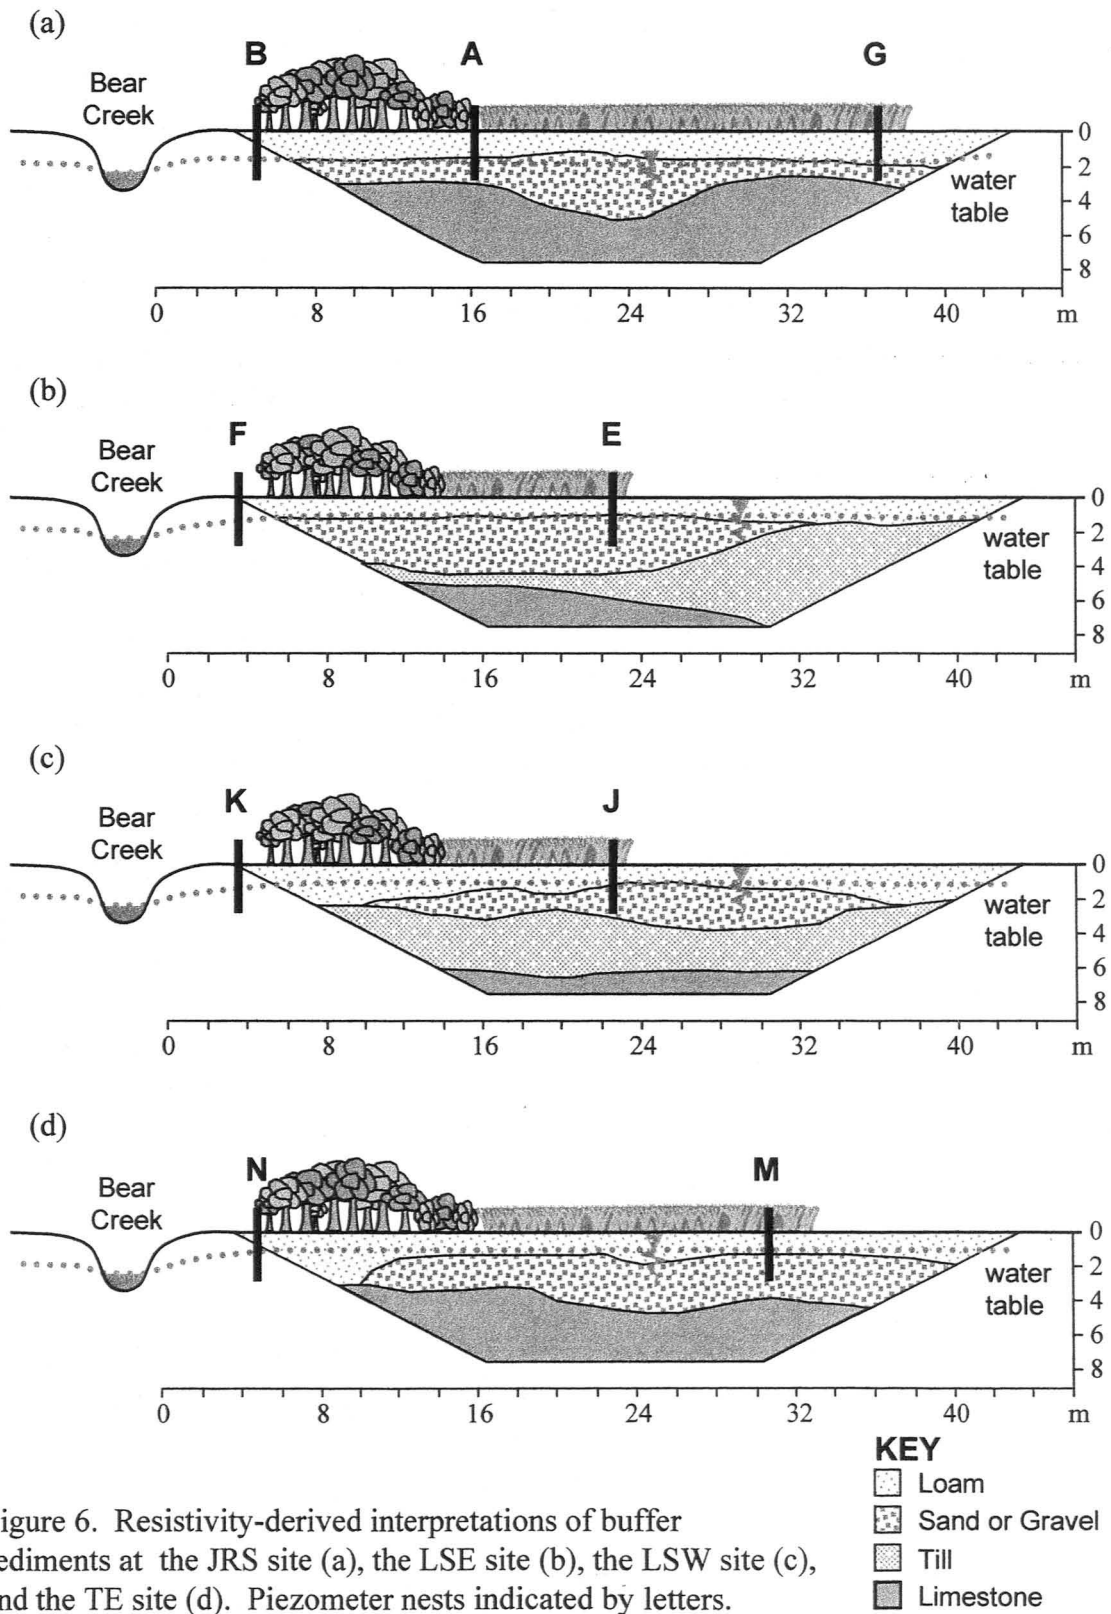 (a)
B A G
Bear
Creek
0
2
water
table
4
6
8
0 8 16 24 32 40 m
(b)
F E
Bear
Creek
0
2
water
table
4
6
8
0 8 16 24 32 40 m
(c)
K J
Bear
Creek
0
2
water
table
4
6
8
0 8 16 24 32 40 m
(d)
N M
Bear
Creek
0
2
water
table
4
6
8
0 8 16 24 32 40 m
KEY
Loam
Sand or Gravel
Till
Limestone
igure 6. Resistivity-derived interpretations of buffer
ediments at the JRS site (a), the LSE site (b), the LSW site (c),
nd the TE site (d). Piezometer nests indicated by letters.